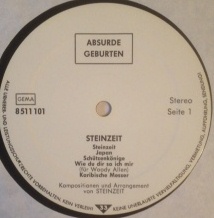 ABSURDE
GEBURTEN
GEMA
8511101
Stereo
Seite 1
STEINZEIT
Steinzeit
Japan
Schützenkönige
Wie du dir so ich mir
(für Woody Allen)
Karibische Messer
Kompositionen und Arrangement
von STEINZEIT